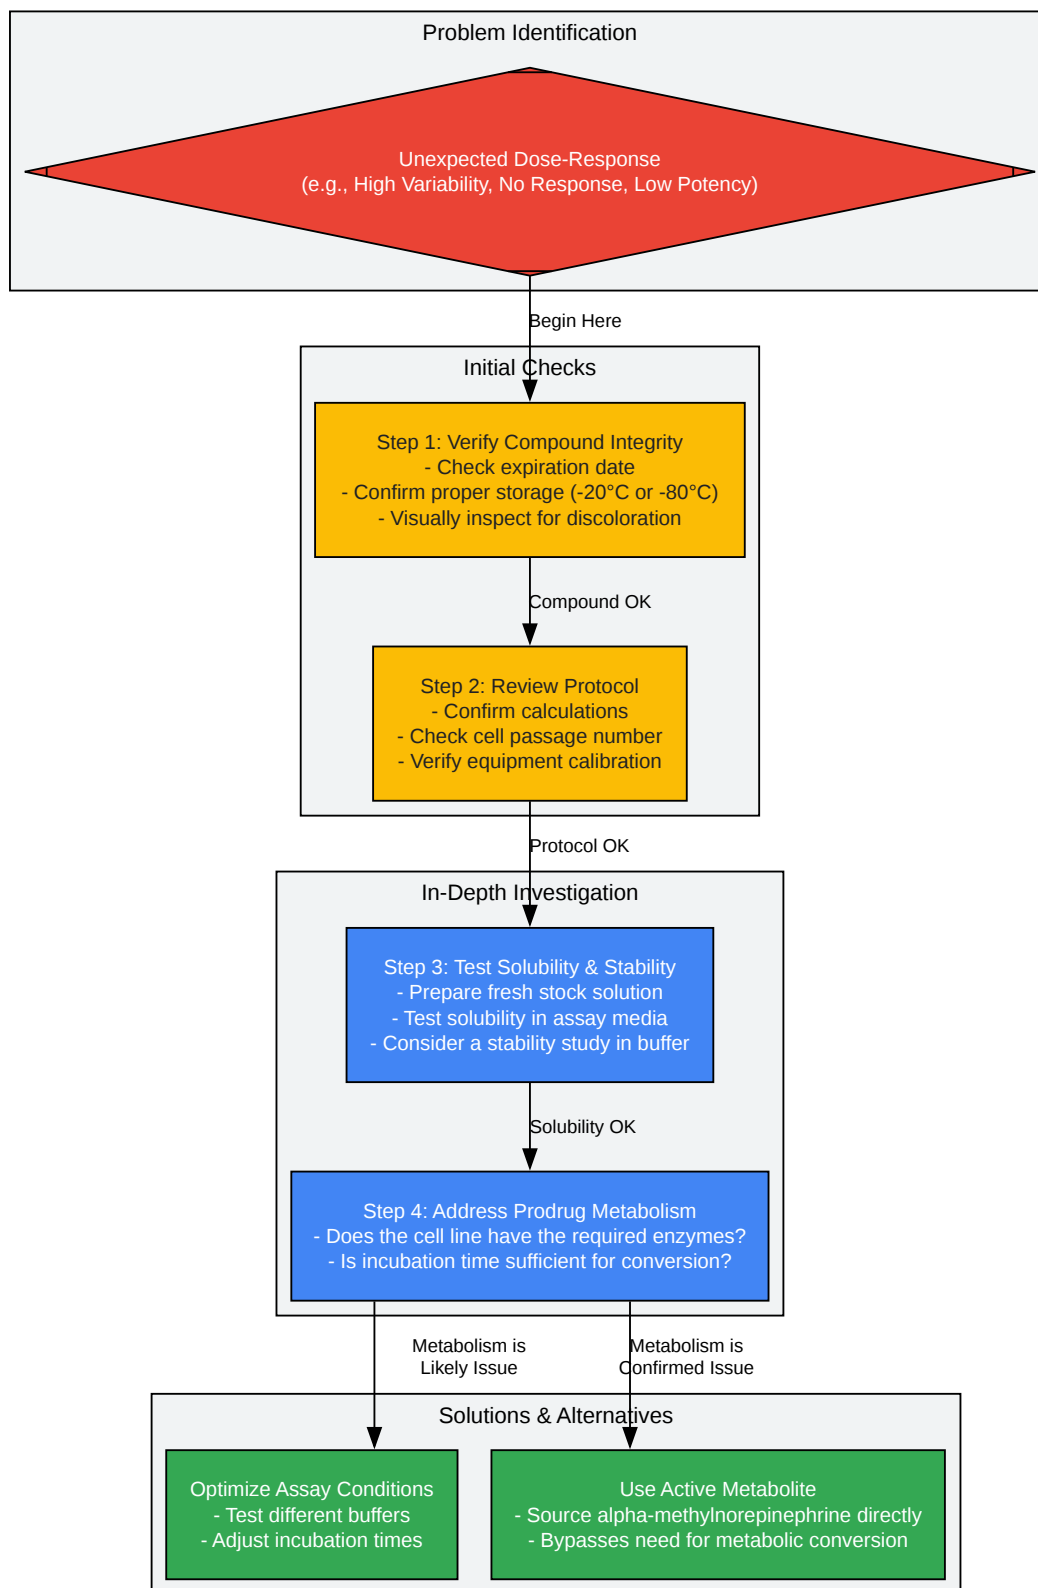 Problem Identification
Unexpected Dose-Response
(e.g., High Variability, No Response, Low Potency)
Begin Here
Initial Checks
Step 1: Verify Compound Integrity
- Check expiration date
- Confirm proper storage (-20°C or -80°C)
- Visually inspect for discoloration
Compound OK
Step 2: Review Protocol
- Confirm calculations
- Check cell passage number
- Verify equipment calibration
Protocol OK
In-Depth Investigation
Step 3: Test Solubility & Stability
- Prepare fresh stock solution
- Test solubility in assay media
- Consider a stability study in buffer
Solubility OK
Step 4: Address Prodrug Metabolism
- Does the cell line have the required enzymes?
- Is incubation time sufficient for conversion?
Metabolism is
Likely Issue
Metabolism is
Confirmed Issue
Solutions & Alternatives
Optimize Assay Conditions
- Test different buffers
- Adjust incubation times
Use Active Metabolite
- Source alpha-methylnorepinephrine directly
- Bypasses need for metabolic conversion